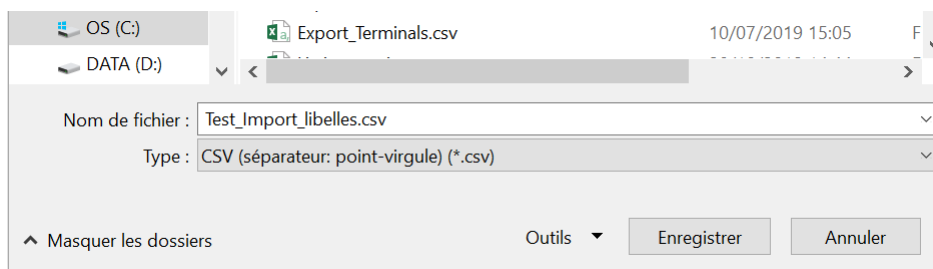 OS (C:)
Export_Terminals.csv 10/07/2019 15:05 F
DATA (D:)
Nom de fichier : Test_Import_libelles.csv
Type : CSV (séparateur: point-virgule) (*.csv)
Masquer les dossiers
Outils
Enregistrer
Annuler